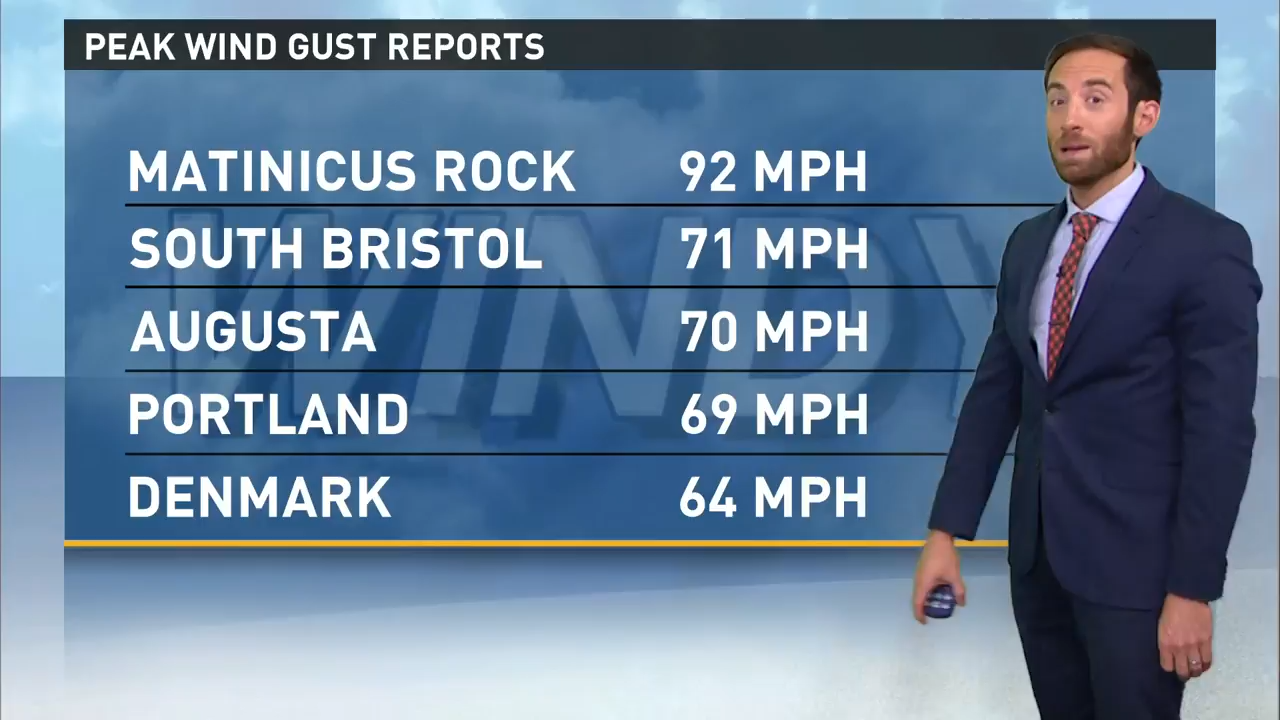 PEAK WIND GUST REPORTS
MATINICUS ROCK 92 MPH
SOUTH BRISTOL 71 MPH
AUGUSTA 70 MPH
PORTLAND 69 MPH
DENMARK 64 MPH
WINDY